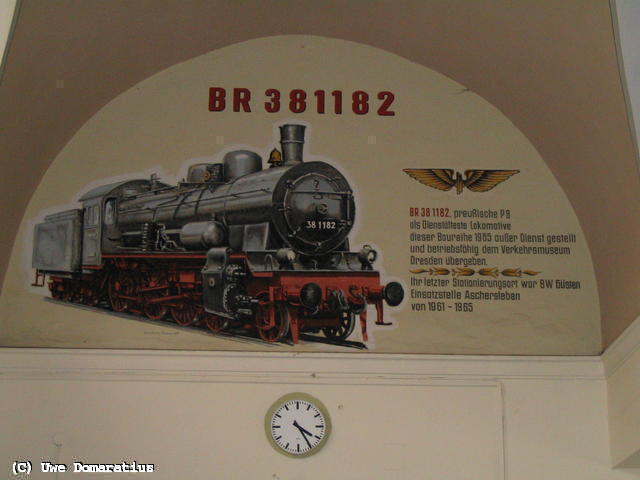 BR 381182
38 1182
BR 38 1182, preußische P8
als Dienstälteste Lokomotive
dieser Baureihe 1965 außer Dienst gestellt
und betriebsfähig dem Verkehrsmuseum
Dresden übergeben.
Ihr letzter Stationierungsort war BW Güsten
Einsatzstelle Aschersleben
von 1961 - 1965
(C) Uwe Domaratius